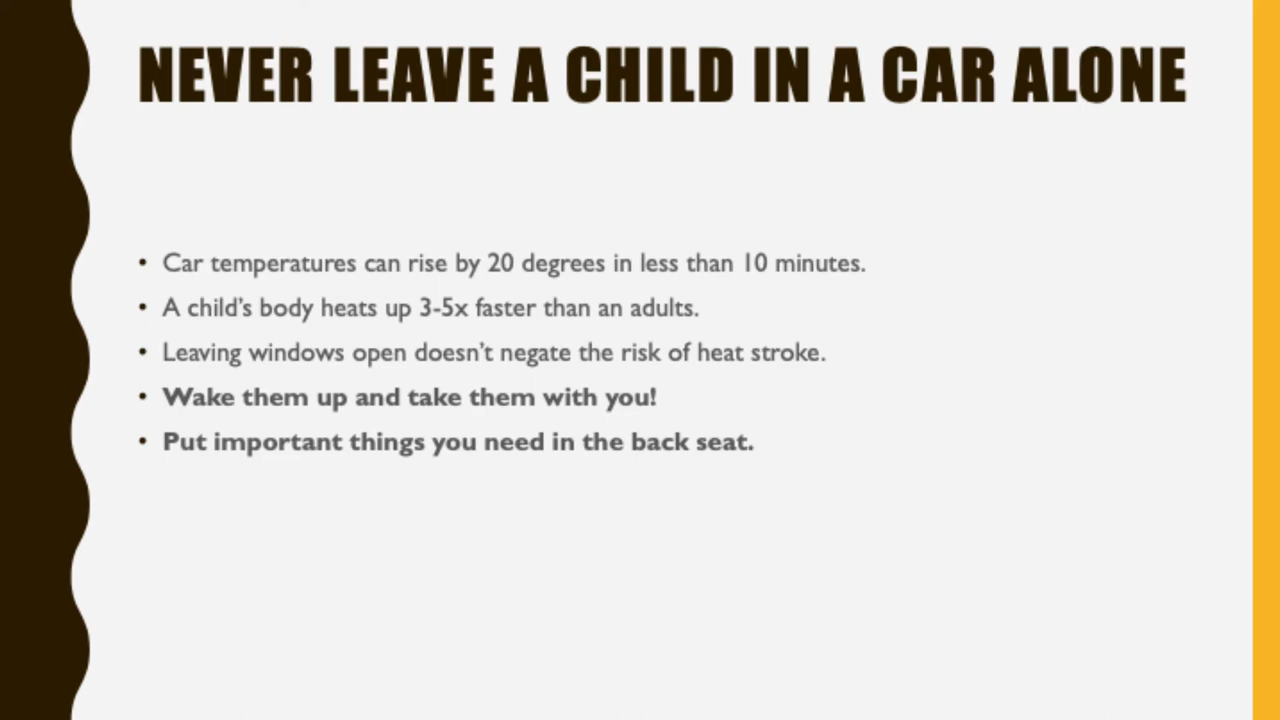 NEVER LEAVE A CHILD IN A CAR ALONE
• Car temperatures can rise by 20 degrees in less than 10 minutes.
• A child’s body heats up 3-5x faster than an adults.
• Leaving windows open doesn’t negate the risk of heat stroke.
• Wake them up and take them with you!
• Put important things you need in the back seat.